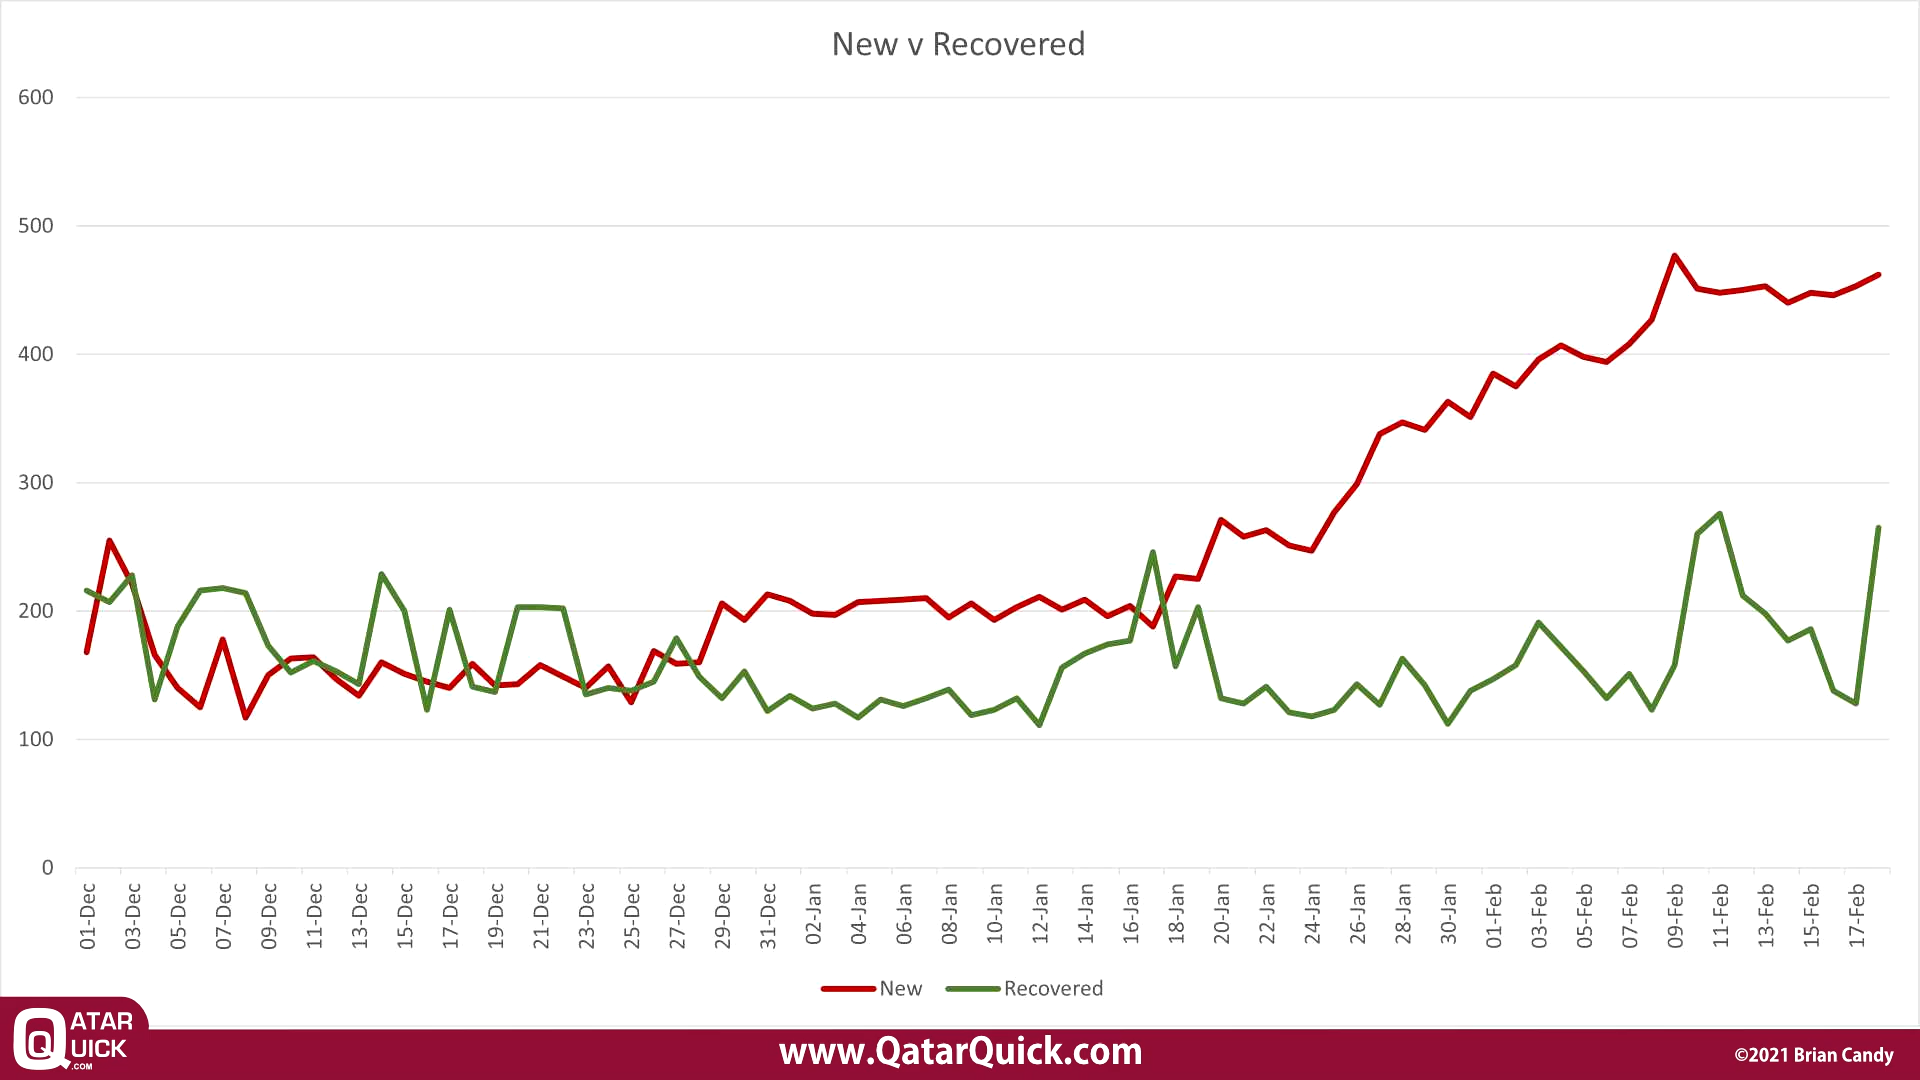 New v Recovered
600
500
400
300
200
100
0
01-Dec
03-Dec
05-Dec
07-Dec
09-Dec
11-Dec
13-Dec
15-Dec
17-Dec
19-Dec
21-Dec
23-Dec
25-Dec
27-Dec
29-Dec
31-Dec
02-Jan
04-Jan
06-Jan
08-Jan
10-Jan
12-Jan
14-Jan
16-Jan
18-Jan
20-Jan
22-Jan
24-Jan
26-Jan
28-Jan
30-Jan
01-Feb
03-Feb
05-Feb
07-Feb
09-Feb
11-Feb
13-Feb
15-Feb
17-Feb
New Recovered
QATAR
QUICK
.COM
www.QatarQuick.com
©2021 Brian Candy